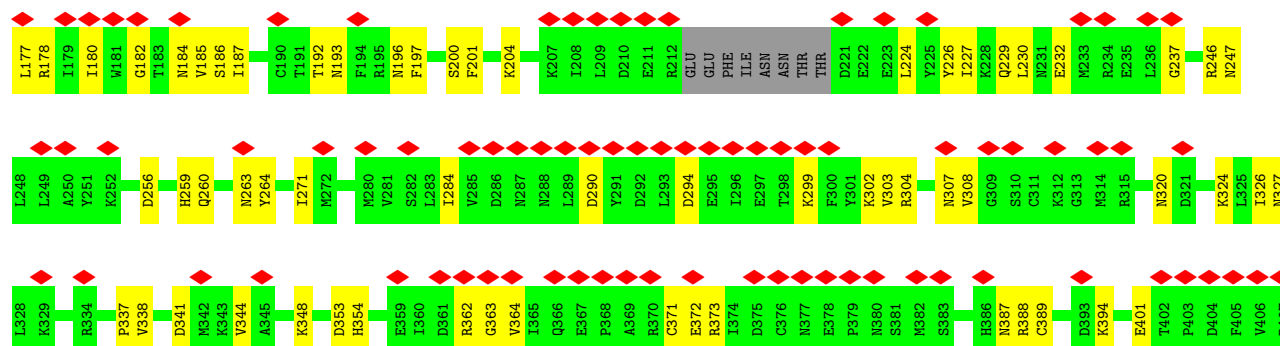 L177 R178 I179 I180 W181 G182 T183 N184 V185 S186 I187 C190 T191 T192 N193 F194 R195 N196 F197 S200 F201 K204 K207 I208 L209 D210 E211 R212 GLU GLU PHE ILE ASN ASN THR THR D221 E222 E223 L224 Y225 Y226 I227 K228 Q229 L230 N231 E232 M233 R234 E235 L236 G237 R246 N247
L248 L249 A250 Y251 K252 D256 H259 Q260 N263 Y264 I271 M272 M280 V281 S282 L283 I284 V285 D286 N287 N288 L289 D290 Y291 D292 L293 D294 E295 I296 E297 T298 K299 F300 Y301 K302 V303 R304 N307 V308 G309 S310 C311 K312 G313 M314 R315 N320 D321 K324 L325 I326 N327
L328 K329 R334 P337 V338 D341 M342 K343 V344 A345 K348 D353 H354 E359 I360 D361 R362 G363 V364 I365 Q366 E367 P368 A369 R370 C371 E372 R373 I374 D375 C376 N377 E378 P379 N380 S381 M382 S383 H386 N387 R388 C389 D393 K394 E401 T402 P403 D404 F405 V406